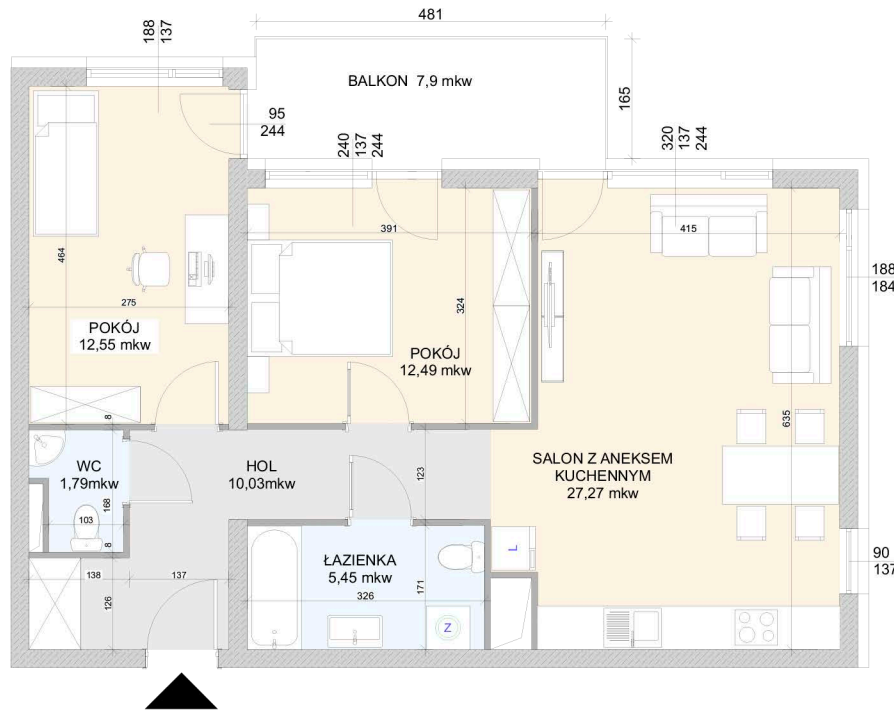 481
188
137
BALKON 7,9 mkw
165
95
244
240
137
244
320
137
244
391
415
464
275
324
188
184
POKÓJ
12,55 mkw
POKÓJ
12,49 mkw
635
8
WC
1,79mkw
HOL
10,03mkw
123
SALON Z ANEKSEM
KUCHENNYM
27,27 mkw
168
103
8
L
90
137
138
137
126
ŁAZIENKA
5,45 mkw
326
171
Z